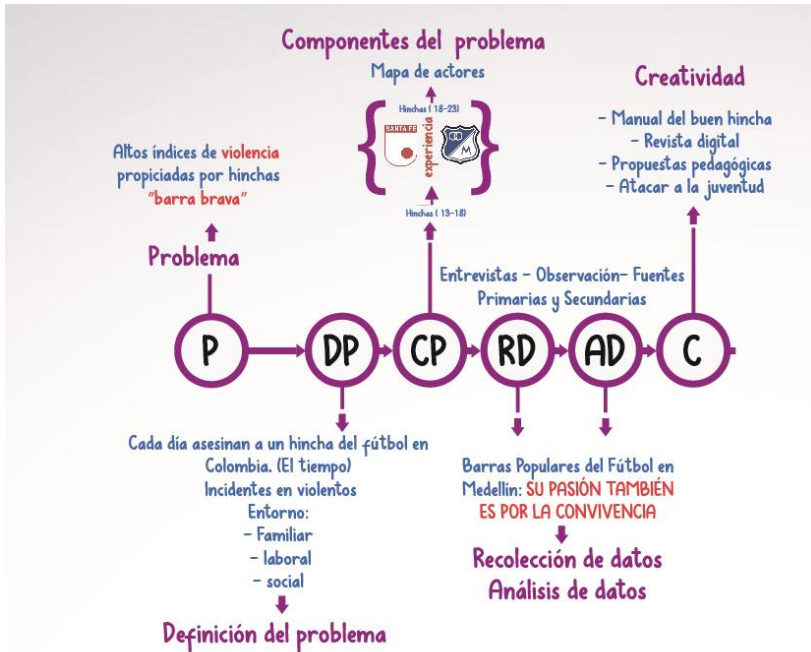 Componentes del problema
Mapa de actores
Hinchas ( 18-23)
SANTA FE
experiencia
M
Hinchas ( 13-18)
Creatividad
- Manual del buen hincha
- Revista digital
- Propuestas pedagógicas
- Atacar a la juventud
Altos índices de violencia
propiciadas por hinchas
"barra brava"
Problema
Entrevistas - Observación- Fuentes
Primarias y Secundarias
P
DP
CP
RD
AD
C
Cada día asesinan a un hincha del fútbol en
Colombia. (El tiempo)
Incidentes en violentos
Entorno:
- Familiar
- laboral
- social
Definición del problema
Barras Populares del Fútbol en
Medellín: SU PASIÓN TAMBIÉN
ES POR LA CONVIVENCIA
Recolección de datos
Análisis de datos